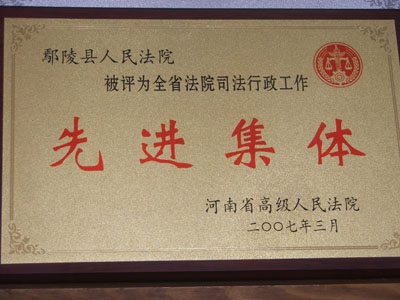 鄢陵县人民法院
被评为全省法院司法行政工作
先进集体
河南省高级人民法院
二〇〇七年三月